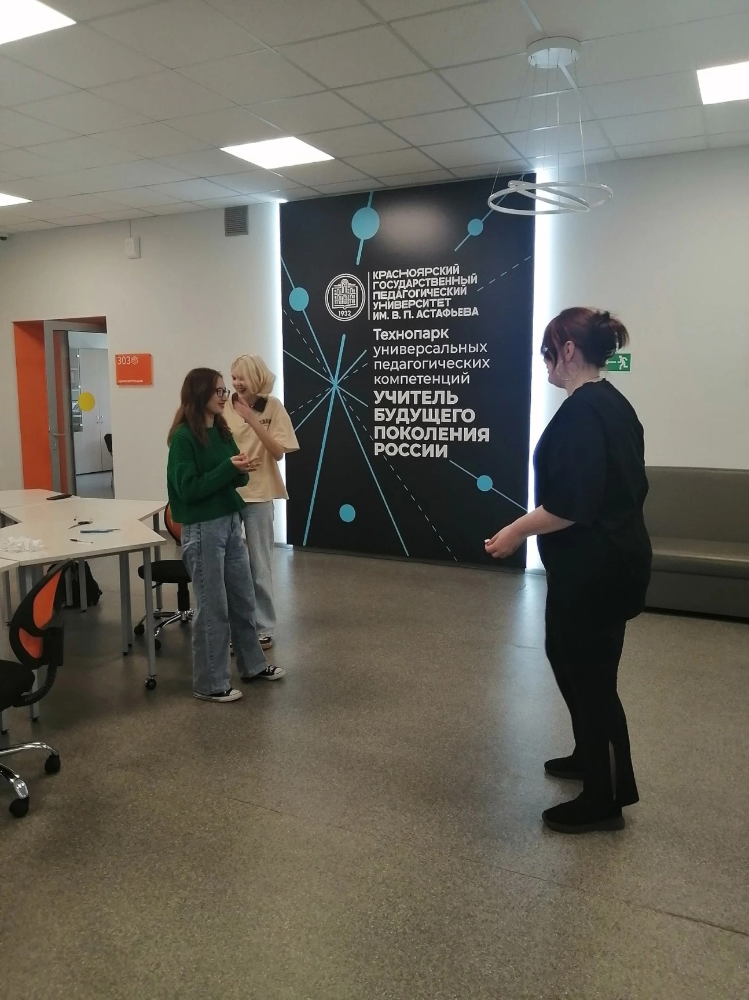 КРАСНОЯРСКИЙ
ГОСУДАРСТВЕННЫЙ
ПЕДАГОГИЧЕСКИЙ
УНИВЕРСИТЕТ
ИМ. В. П. АСТАФЬЕВА
1932
Технопарк
универсальных
педагогических
компетенций
УЧИТЕЛЬ
БУДУЩЕГО
ПОКОЛЕНИЯ
РОССИИ
303
АДМИНИСТРАЦИЯ